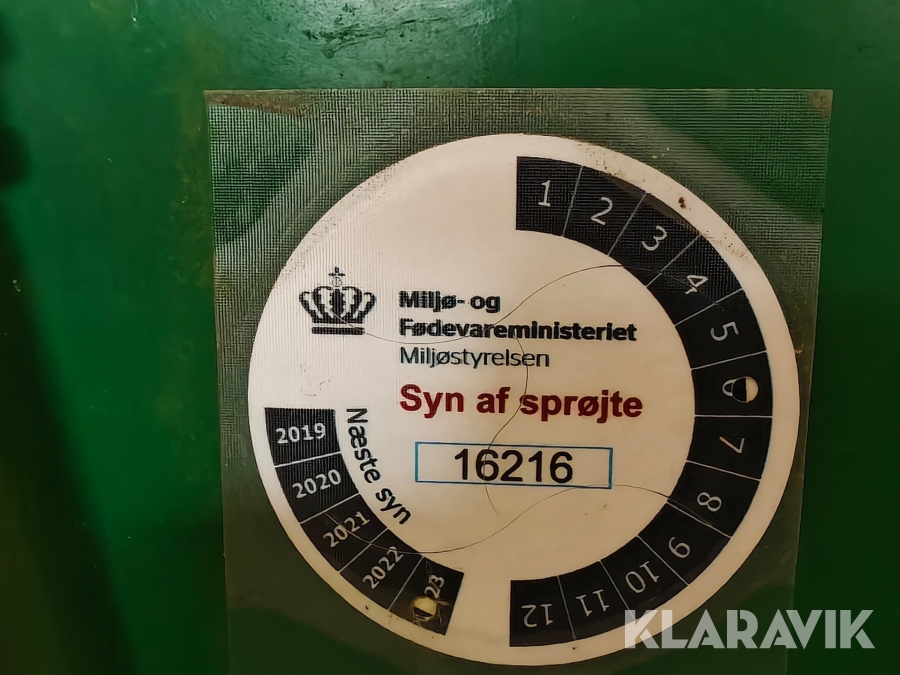 Miljø- og
Fødevareministeriet
Miljøstyrelsen
Syn af sprøjte
16216
Næste syn
2019
2020
2021
2022
23
1
2
3
4
5
7
8
9
10
11
12
KLARAVIK